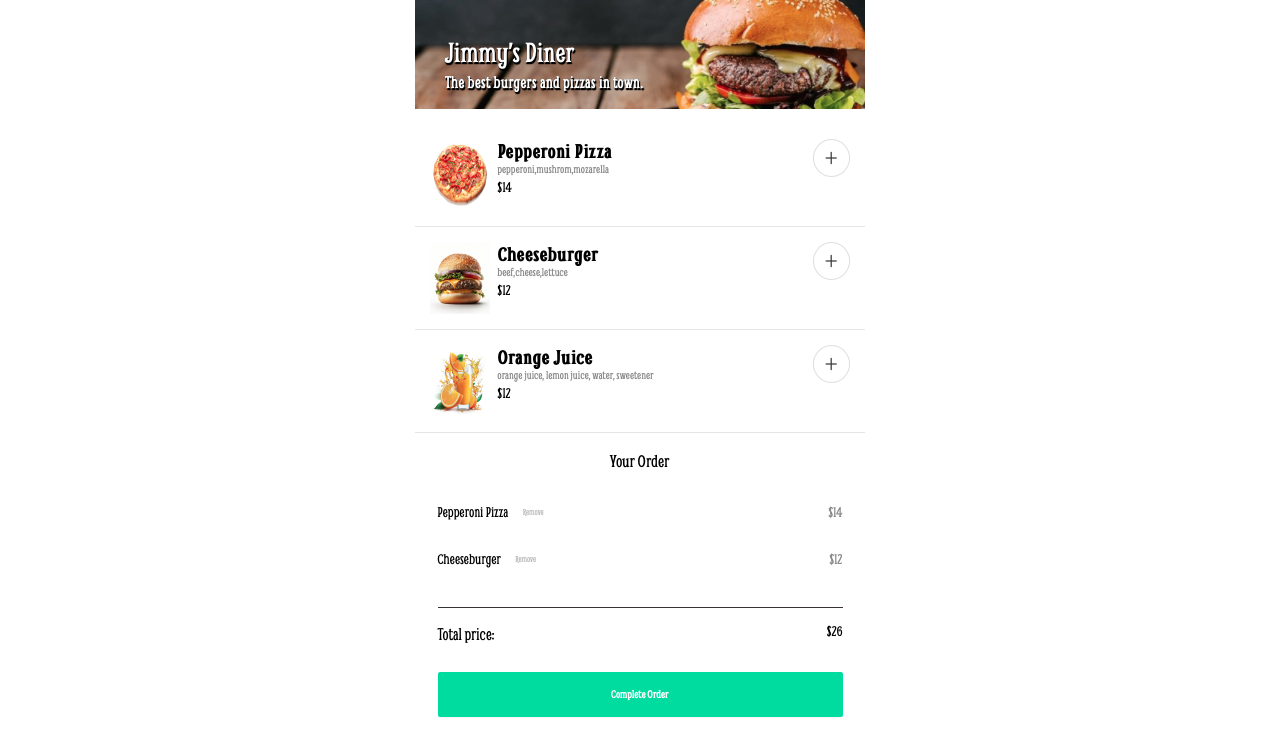 Jimmy's Diner
The best burgers and pizzas in town.
Pepperoni Pizza
pepperoni,mushrom,mozarella
$14
Cheeseburger
beef,cheese,lettuce
$12
Orange Juice
orange juice, lemon juice, water, sweetener
$12
Your Order
Pepperoni Pizza Remove $14
Cheeseburger Remove $12
Total price: $26
Complete Order